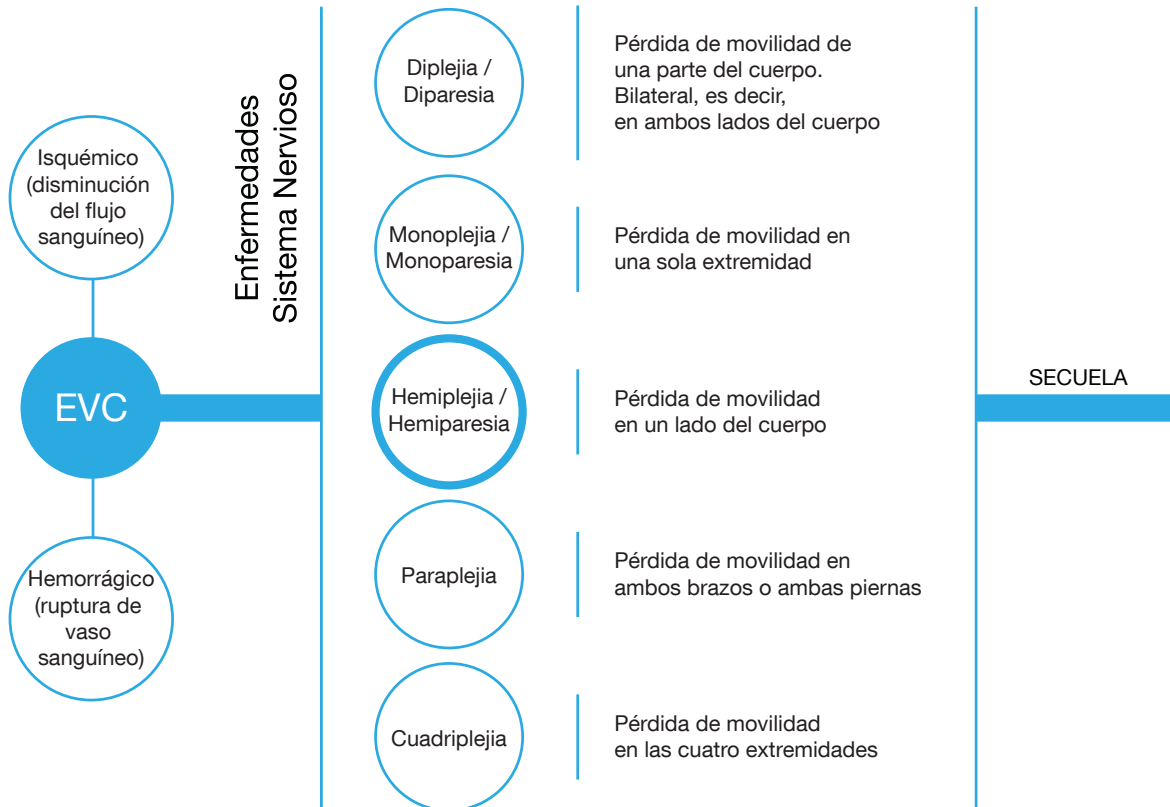 Isquémico
(disminución
del flujo
sanguíneo)
EVC
Hemorrágico
(ruptura de
vaso
sanguíneo)
Enfermedades
Sistema Nervioso
Diplejia /
Diparesia
Pérdida de movilidad de
una parte del cuerpo.
Bilateral, es decir,
en ambos lados del cuerpo
Monoplejia /
Monoparesia
Pérdida de movilidad en
una sola extremidad
Hemiplejia /
Hemiparesia
Pérdida de movilidad
en un lado del cuerpo
Paraplejia
Pérdida de movilidad en
ambos brazos o ambas piernas
Cuadriplejia
Pérdida de movilidad
en las cuatro extremidades
SECUELA